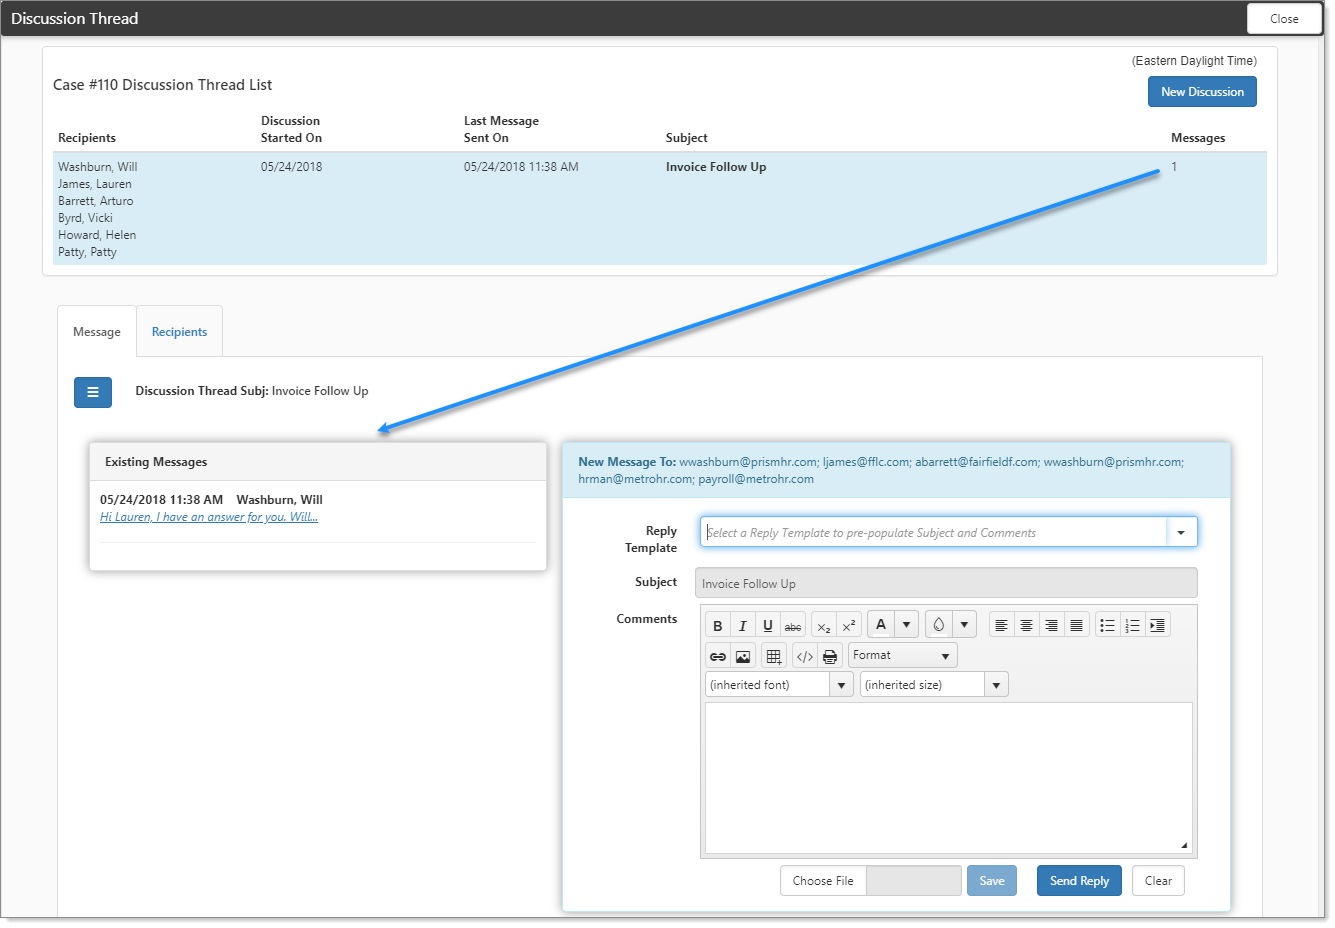 Discussion Thread
Close
(Eastern Daylight Time)
Case #110 Discussion Thread List
New Discussion
Recipients
Discussion
Started On
Last Message
Sent On
Subject
Messages
Washburn, Will
James, Lauren
Barrett, Arturo
Byrd, Vicki
Howard, Helen
Patty, Patty
05/24/2018
05/24/2018 11:38 AM
Invoice Follow Up
1
Message
Recipients
Discussion Thread Subj: Invoice Follow Up
Existing Messages
05/24/2018 11:38 AM Washburn, Will
Hi Lauren, I have an answer for you. Will...
New Message To: wwashburn@prismhr.com; ljames@fflc.com; abarrett@fairfieldf.com; wwashburn@prismhr.com;
hrman@metrohr.com; payroll@metrohr.com
Reply
Template
Select a Reply Template to pre-populate Subject and Comments
Subject
Invoice Follow Up
Comments
B I U abc x₂ x² A
</> Format
(inherited font) (inherited size)
Choose File
Save
Send Reply
Clear